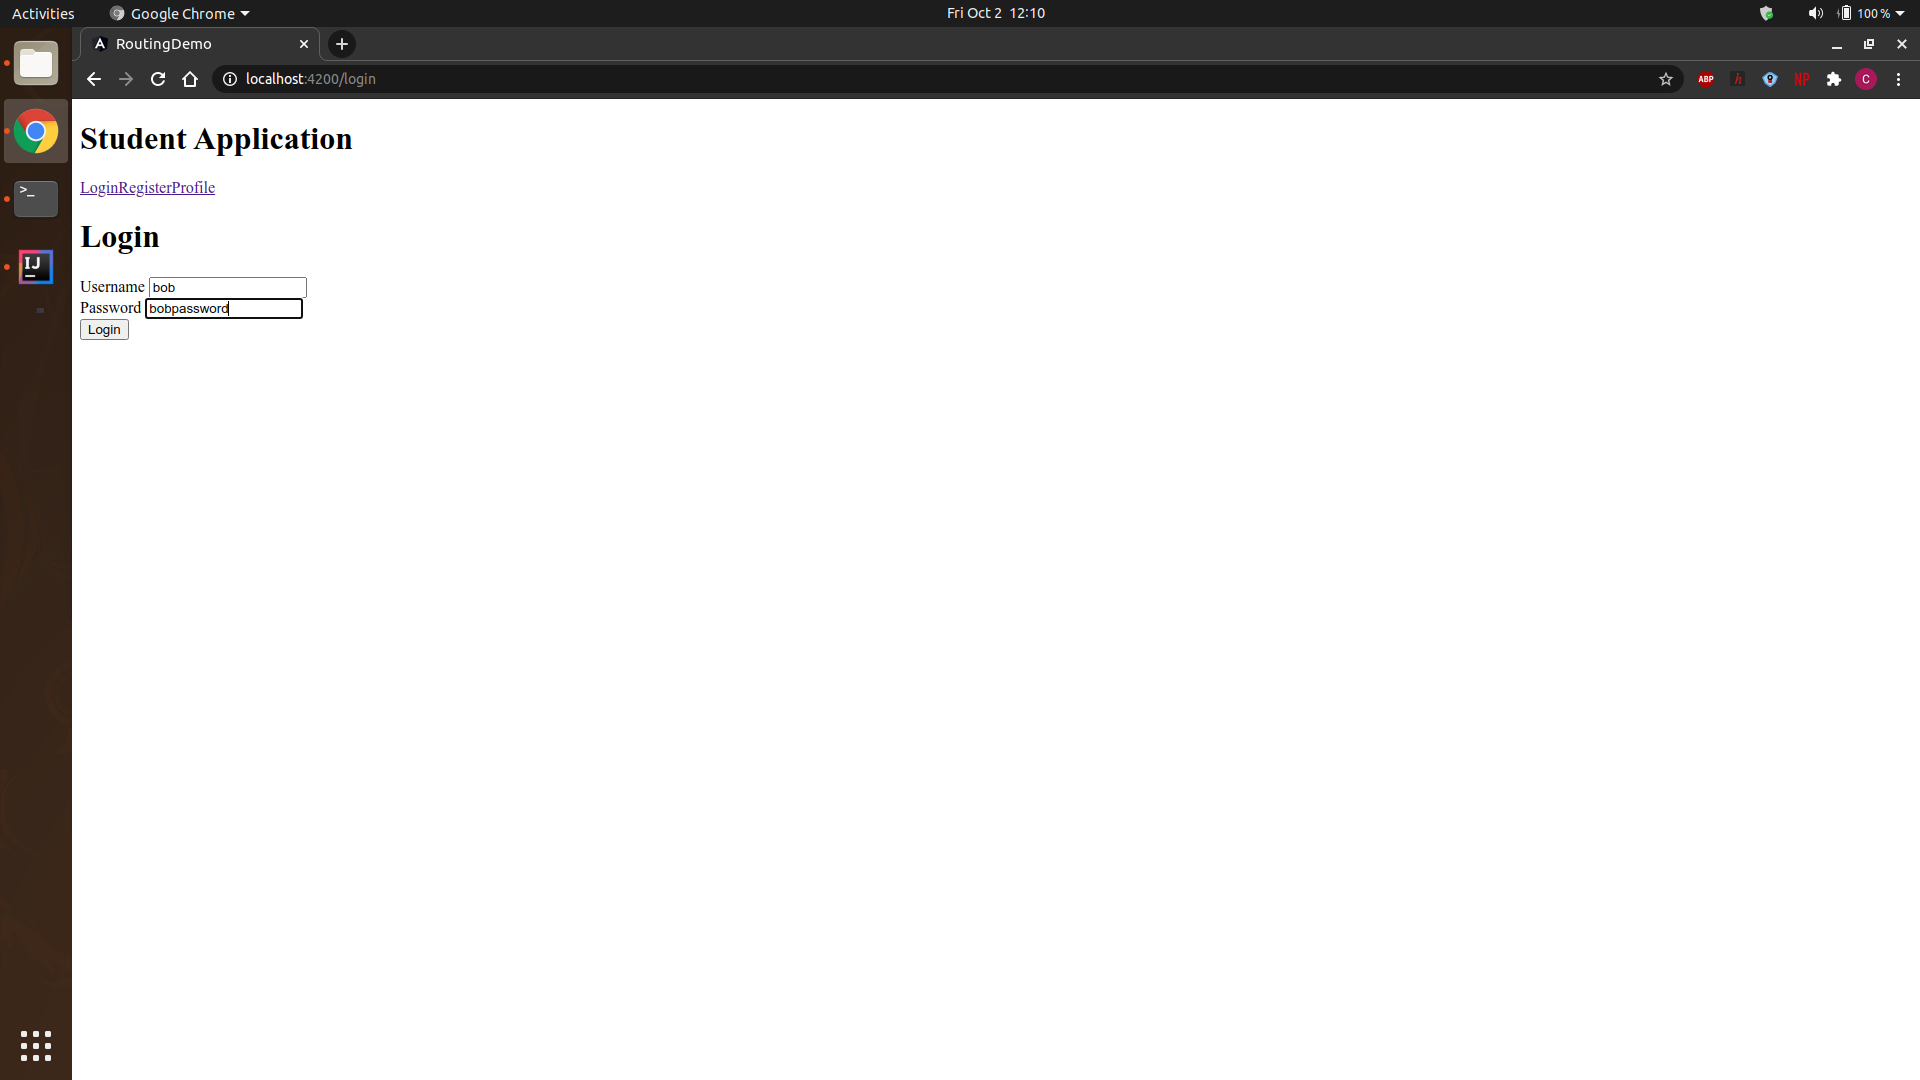 Activities
Google Chrome
Fri Oct 2 12:10
100 %
A
RoutingDemo
localhost:4200/login
ABP
h
NP
C
>_
IJ
Student Application
LoginRegisterProfile
Login
Username bob
Password bobpassword
Login